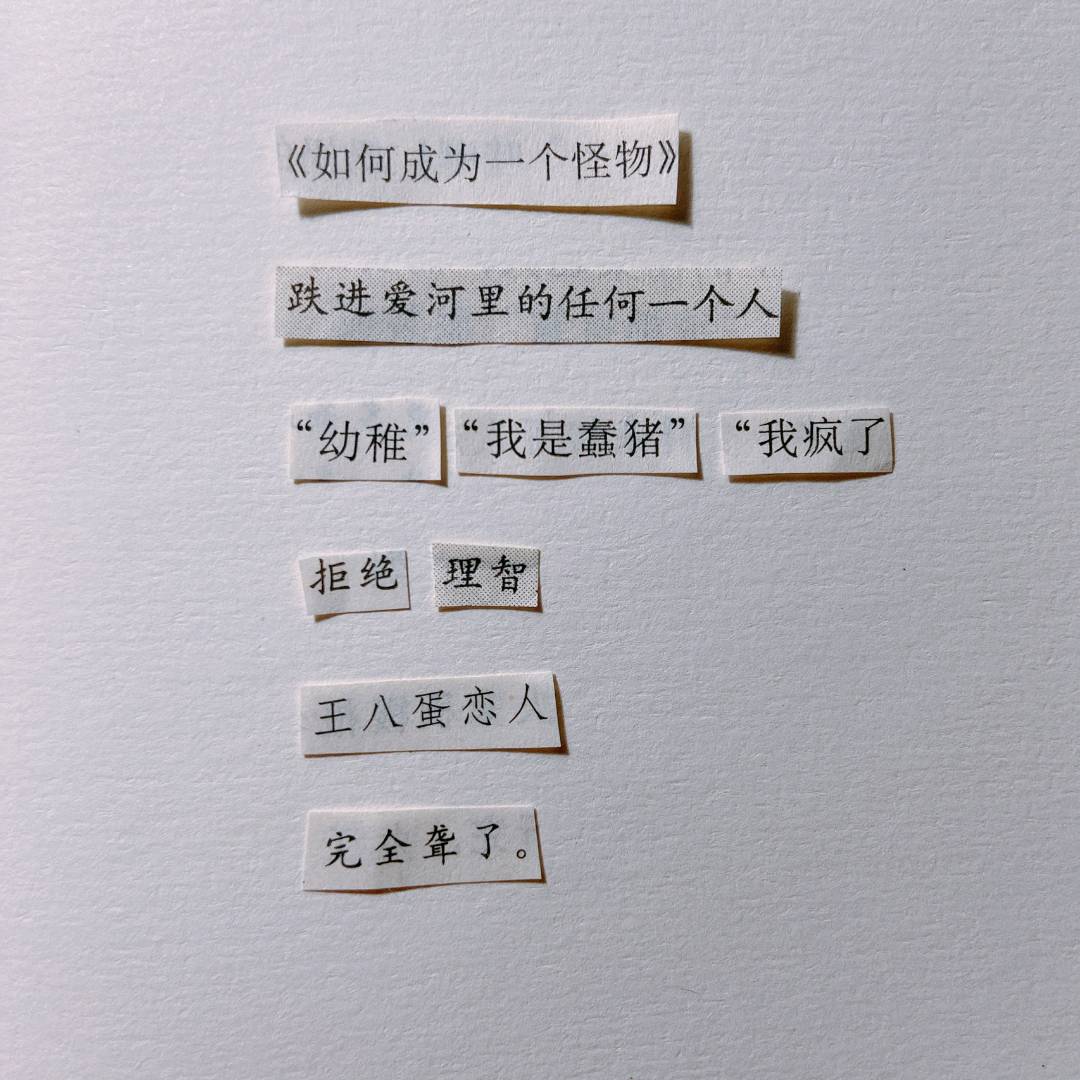 《如何成为一个怪物》
跌进爱河里的任何一个人
“幼稚” “我是蠢猪” “我疯了
拒绝 理智
王八蛋恋人
完全聋了。